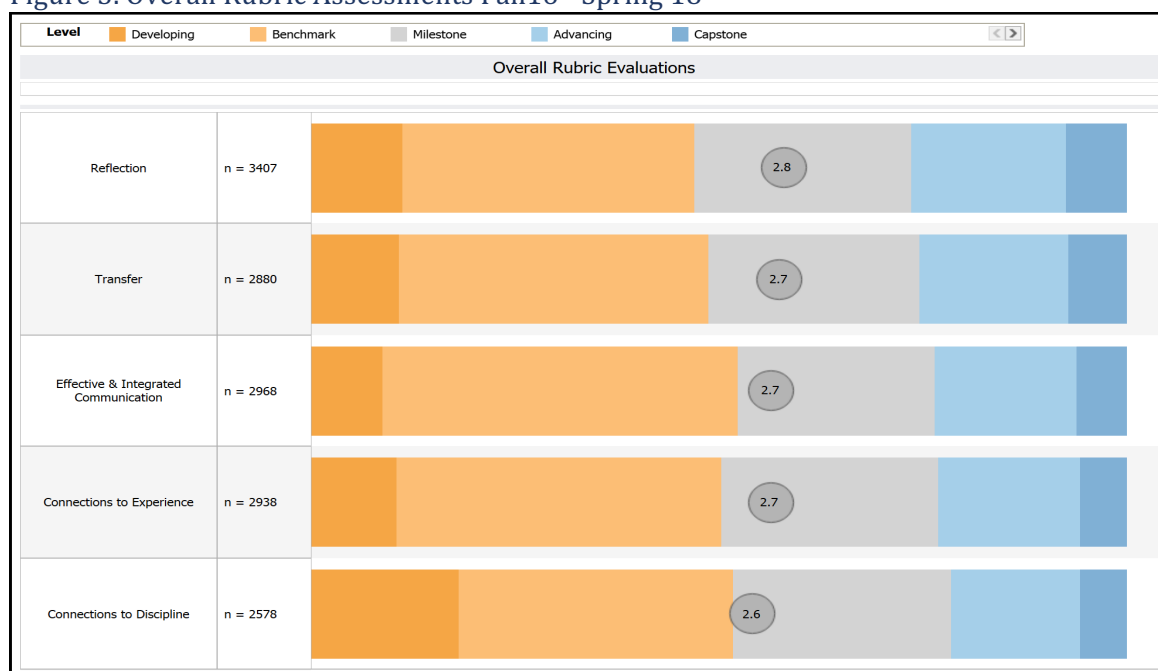 Level Developing Benchmark Milestone Advancing Capstone
Overall Rubric Evaluations
Reflection n = 3407 2.8
Transfer n = 2880 2.7
Effective & Integrated
Communication n = 2968 2.7
Connections to Experience n = 2938 2.7
Connections to Discipline n = 2578 2.6